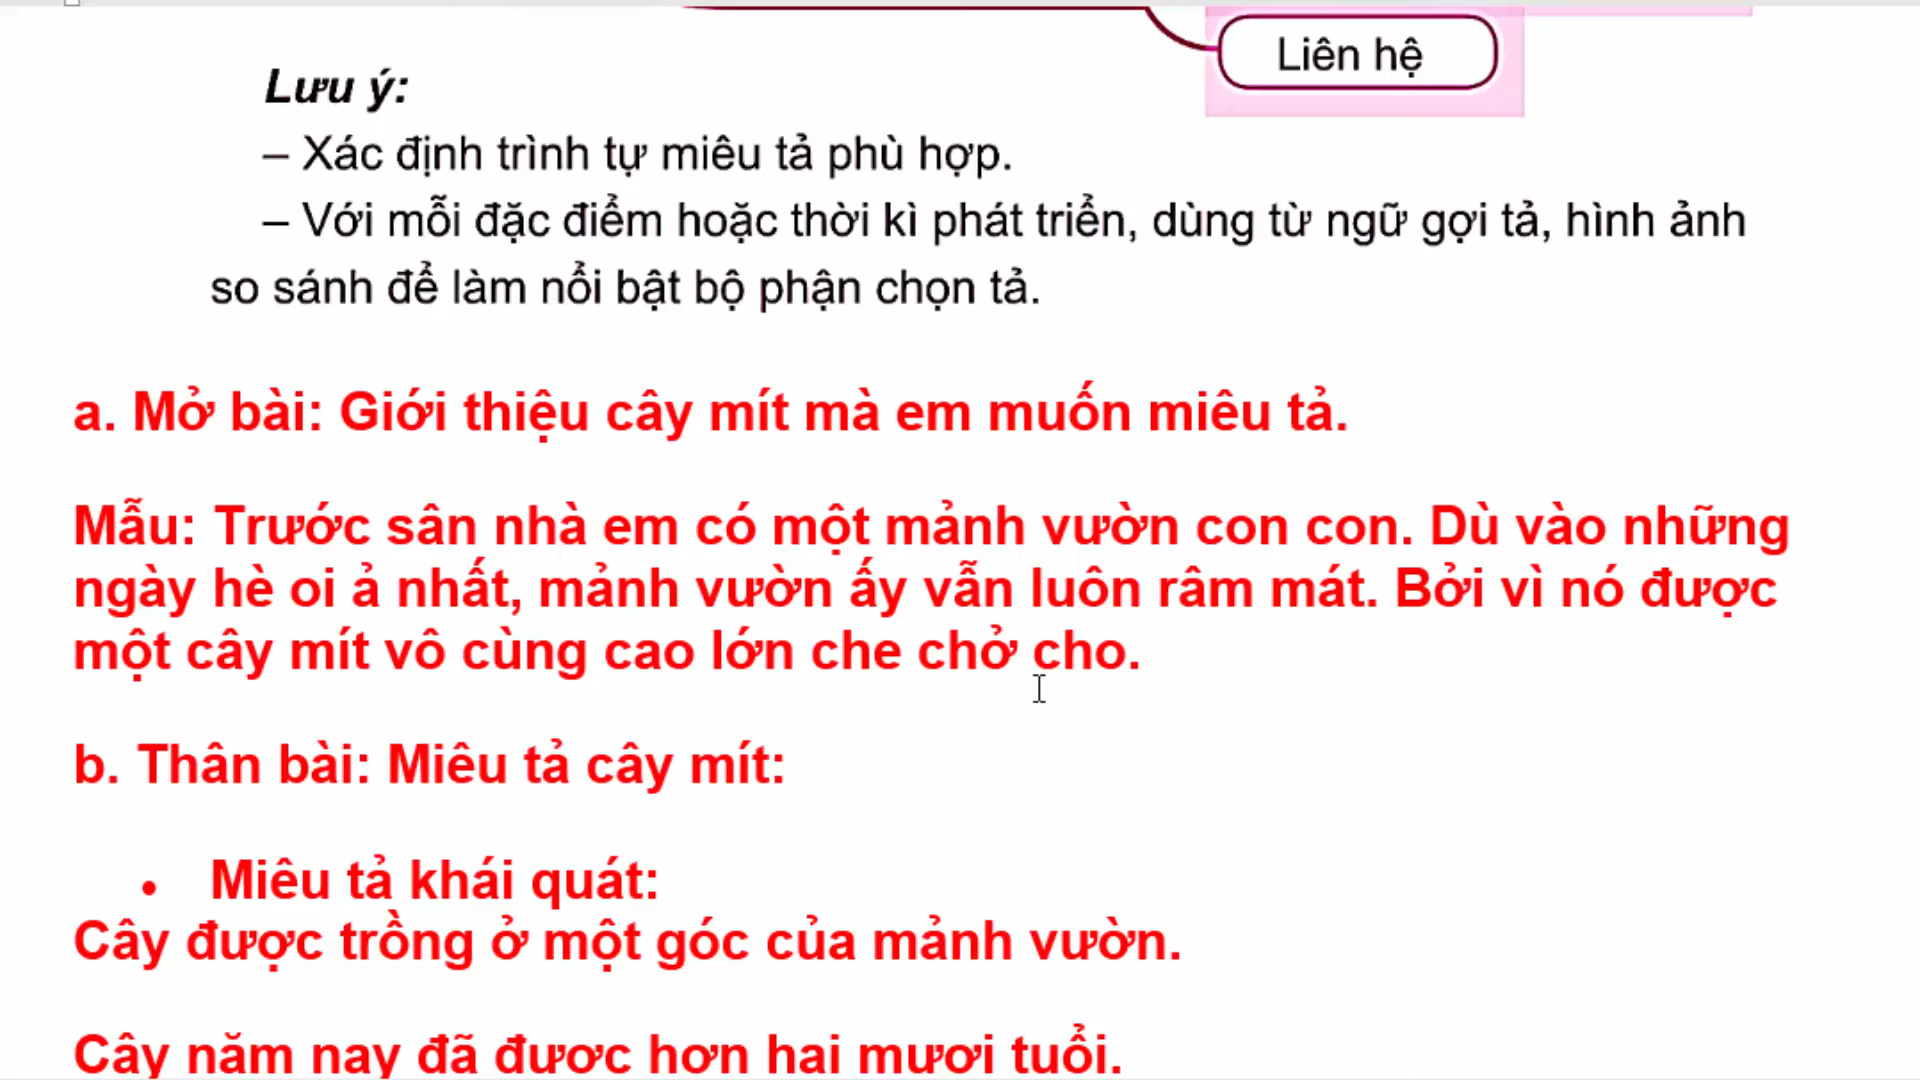 Liên hệ
Lưu ý:
– Xác định trình tự miêu tả phù hợp.
– Với mỗi đặc điểm hoặc thời kì phát triển, dùng từ ngữ gợi tả, hình ảnh
so sánh để làm nổi bật bộ phận chọn tả.
a. Mở bài: Giới thiệu cây mít mà em muốn miêu tả.
Mẫu: Trước sân nhà em có một mảnh vườn con con. Dù vào những
ngày hè oi ả nhất, mảnh vườn ấy vẫn luôn râm mát. Bởi vì nó được
một cây mít vô cùng cao lớn che chở cho.
b. Thân bài: Miêu tả cây mít:
• Miêu tả khái quát:
Cây được trồng ở một góc của mảnh vườn.
Cây năm nay đã được hơn hai mươi tuổi.